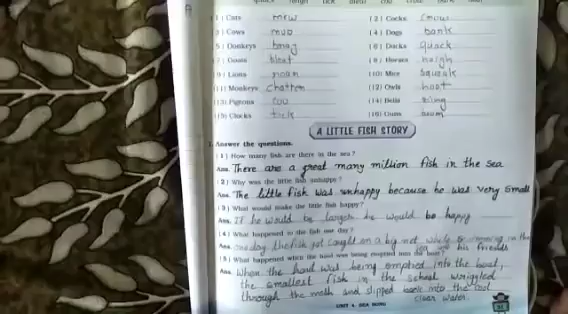 (1) Cats mew (2) Cocks crow
(3) Cows moo (4) Dogs bark
(5) Donkeys bray (6) Ducks quack
(7) Goats bleat (8) Horses neigh
(9) Lions roar (10) Mice squeak
(11) Monkeys chatter (12) Owls hoot
(13) Pigeons coo (14) Bells ring
(15) Clocks tick (16) Guns boom
A LITTLE FISH STORY
Answer the questions.
(1) How many fish are there in the sea?
Ans. There are a great many million fish in the sea
(2) Why was the little fish unhappy?
Ans. The little fish was unhappy because he was very small
(3) What would make the little fish happy?
Ans. If he would be larger he would be happy
(4) What happened to the fish one day?
Ans. One day the fish got caught in a big net while swimming in the
sea with his friends
(5) What happened when the haul was being emptied into the boat?
Ans. When the haul was being emptied into the boat,
the smallest fish in the school wriggled
through the mesh and slipped back into the cool
clear water.
UNIT 4. SEA SONG